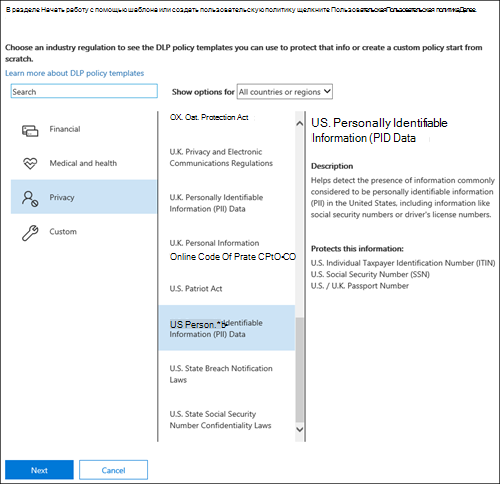 В разделе Начать работу с помощью шаблона или создать пользовательскую политику щелкните Пользовательская политика Далее.
Choose an industry regulation to see the DLP policy templates you can use to protect that info or create a custom policy start from
scratch.
Learn more about DLP policy templates
Search
Show options for
All countries or regions
Financial
Medical and health
Privacy
Custom
OX. Oat. Protection Act
U.K. Privacy and Electronic
Communications Regulations
U.K. Personally Identifiable
Information (PII) Data
U.K. Personal Information
Online Code Of Prate CPtO-CO
U.S. Patriot Act
US Person. Identifiable
Information (PII) Data
U.S. State Breach Notification
Laws
U.S. State Social Security
Number Confidentiality Laws
US. Personally Identifiable
Information (PID Data
Description
Helps detect the presence of information commonly
considered to be personally identifiable information
(PII) in the United States, including information like
social security numbers or driver's license numbers.
Protects this information:
U.S. Individual Taxpayer Identification Number (ITIN)
U.S. Social Security Number (SSN)
U.S. / U.K. Passport Number
Next
Cancel